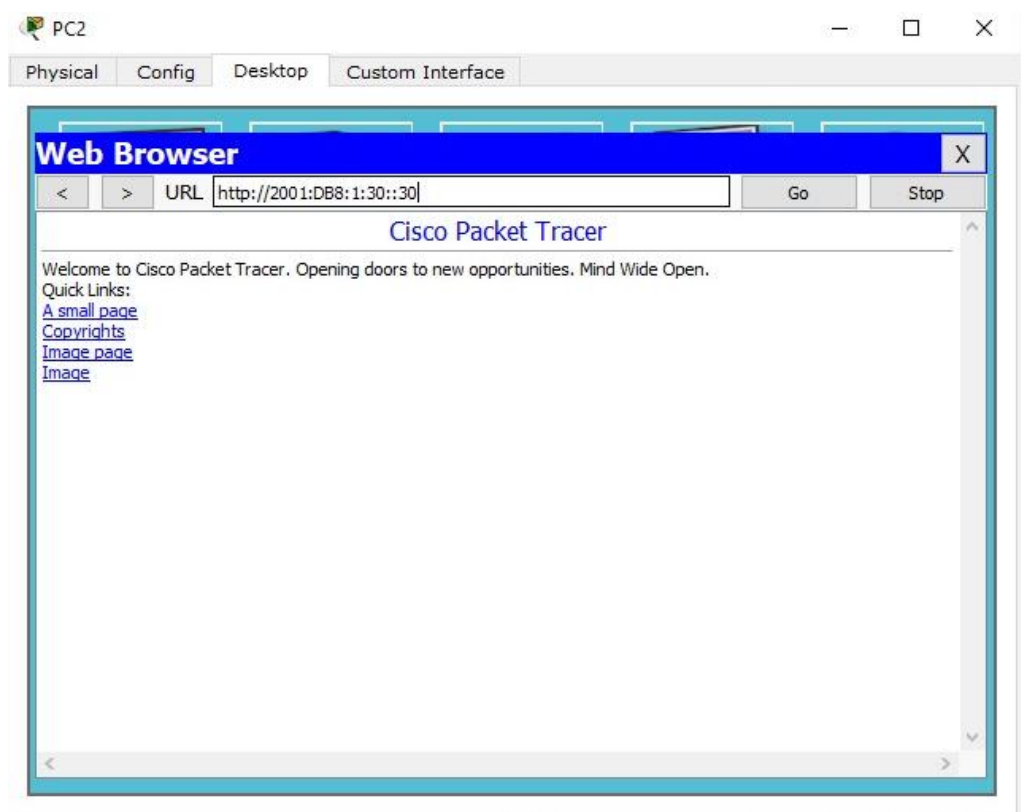 PC2
Physical Config Desktop Custom Interface
Web Browser X
< > URL http://2001:DB8:1:30::30 Go Stop
Cisco Packet Tracer
Welcome to Cisco Packet Tracer. Opening doors to new opportunities. Mind Wide Open.
Quick Links:
A small page
Copyrights
Image page
Image